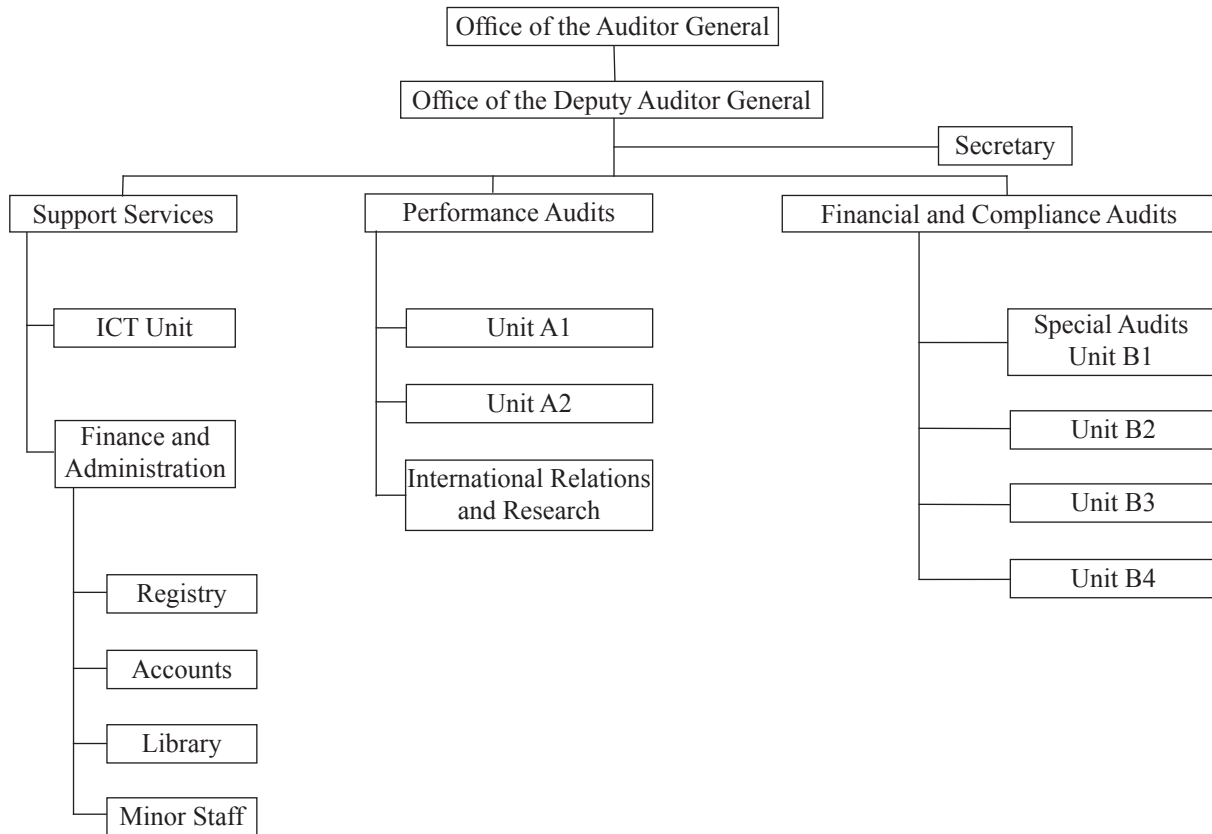 Office of the Auditor General
Office of the Deputy Auditor General
Secretary
Support Services
Performance Audits
Financial and Compliance Audits
ICT Unit
Finance and
Administration
Registry
Accounts
Library
Minor Staff
Unit A1
Unit A2
International Relations
and Research
Special Audits
Unit B1
Unit B2
Unit B3
Unit B4